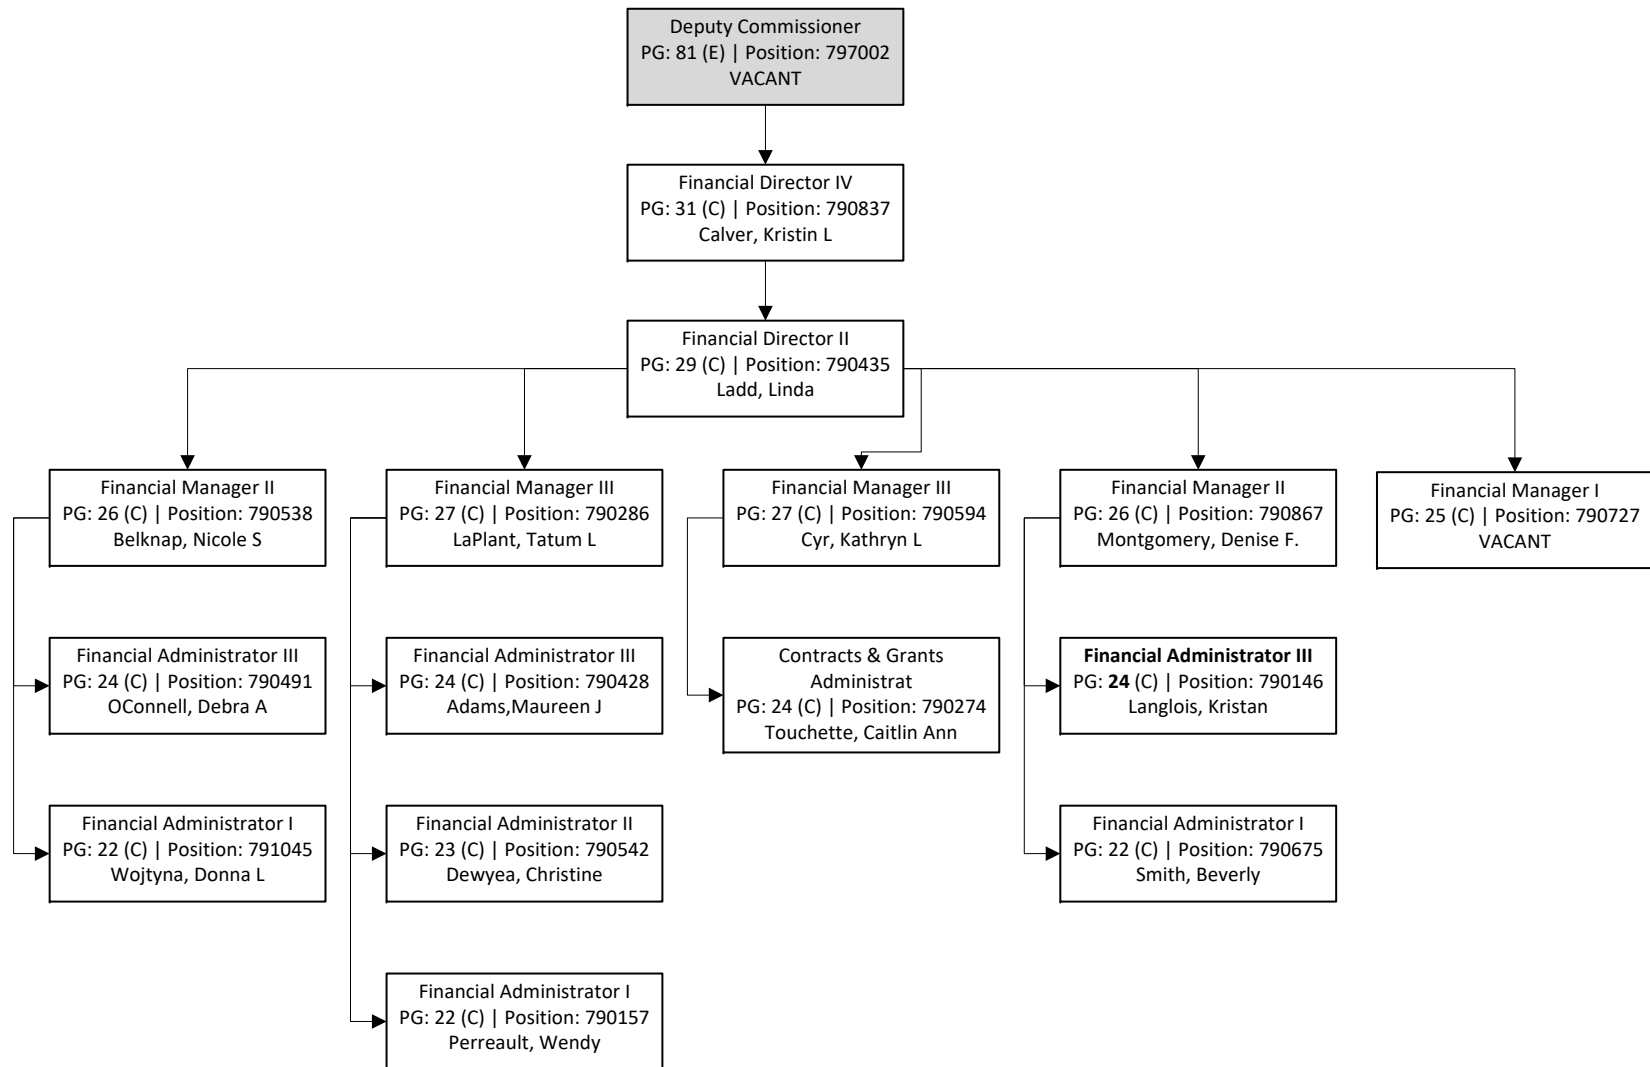 Deputy Commissioner
PG: 81 (E) | Position: 797002
VACANT
Financial Director IV
PG: 31 (C) | Position: 790837
Calver, Kristin L
Financial Director II
PG: 29 (C) | Position: 790435
Ladd, Linda
Financial Manager II
PG: 26 (C) | Position: 790538
Belknap, Nicole S
Financial Manager III
PG: 27 (C) | Position: 790286
LaPlant, Tatum L
Financial Manager III
PG: 27 (C) | Position: 790594
Cyr, Kathryn L
Financial Manager II
PG: 26 (C) | Position: 790867
Montgomery, Denise F.
Financial Manager I
PG: 25 (C) | Position: 790727
VACANT
Financial Administrator III
PG: 24 (C) | Position: 790491
OConnell, Debra A
Financial Administrator III
PG: 24 (C) | Position: 790428
Adams,Maureen J
Contracts & Grants
Administrat
PG: 24 (C) | Position: 790274
Touchette, Caitlin Ann
Financial Administrator III
PG: 24 (C) | Position: 790146
Langlois, Kristan
Financial Administrator I
PG: 22 (C) | Position: 791045
Wojtyna, Donna L
Financial Administrator II
PG: 23 (C) | Position: 790542
Dewyea, Christine
Financial Administrator I
PG: 22 (C) | Position: 790675
Smith, Beverly
Financial Administrator I
PG: 22 (C) | Position: 790157
Perreault, Wendy